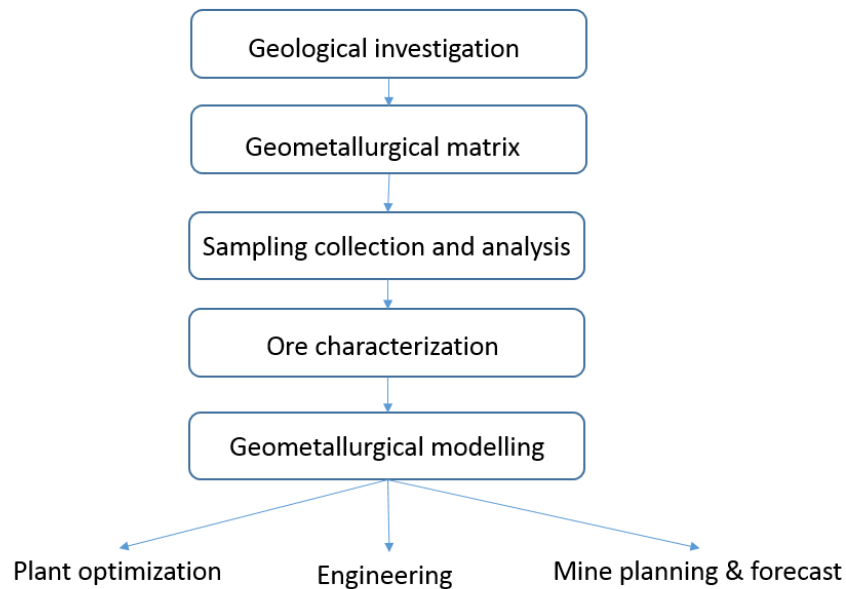 Geological investigation
Geometallurgical matrix
Sampling collection and analysis
Ore characterization
Geometallurgical modelling
Plant optimization
Engineering
Mine planning & forecast